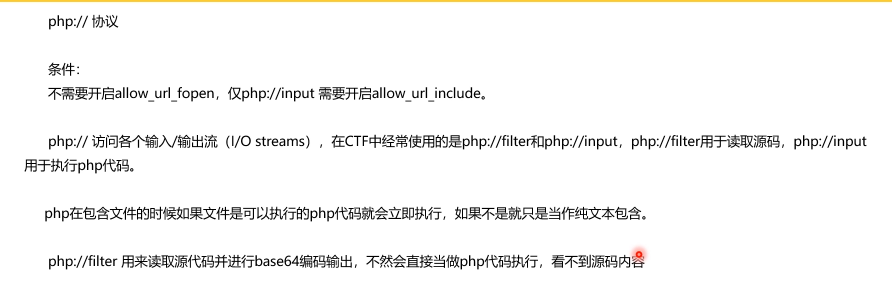 php:// 协议
条件：
不需要开启allow_url_fopen，仅php://input 需要开启allow_url_include。
php:// 访问各个输入/输出流（I/O streams），在CTF中经常使用的是php://filter和php://input，php://filter用于读取源码，php://input
用于执行php代码。
php在包含文件的时候如果文件是可以执行的php代码就会立即执行，如果不是就只是当作纯文本包含。
php://filter 用来读取源代码并进行base64编码输出，不然会直接当做php代码执行，看不到源码内容